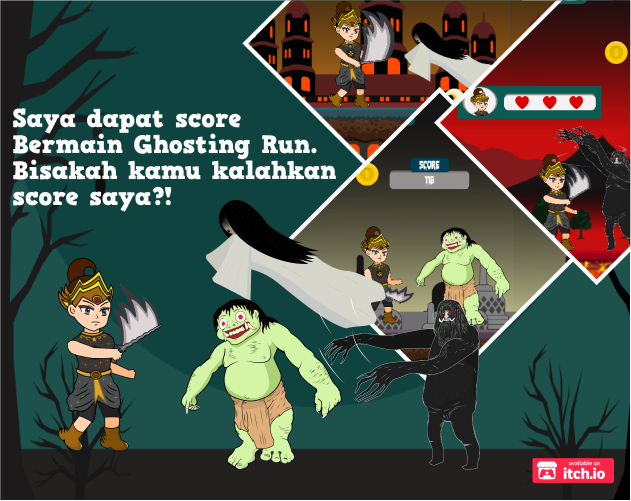 Saya dapat score
Bermain Ghosting Run.
Bisakah kamu kalahkan
score saya?!
SCORE
118
available on
itch.io